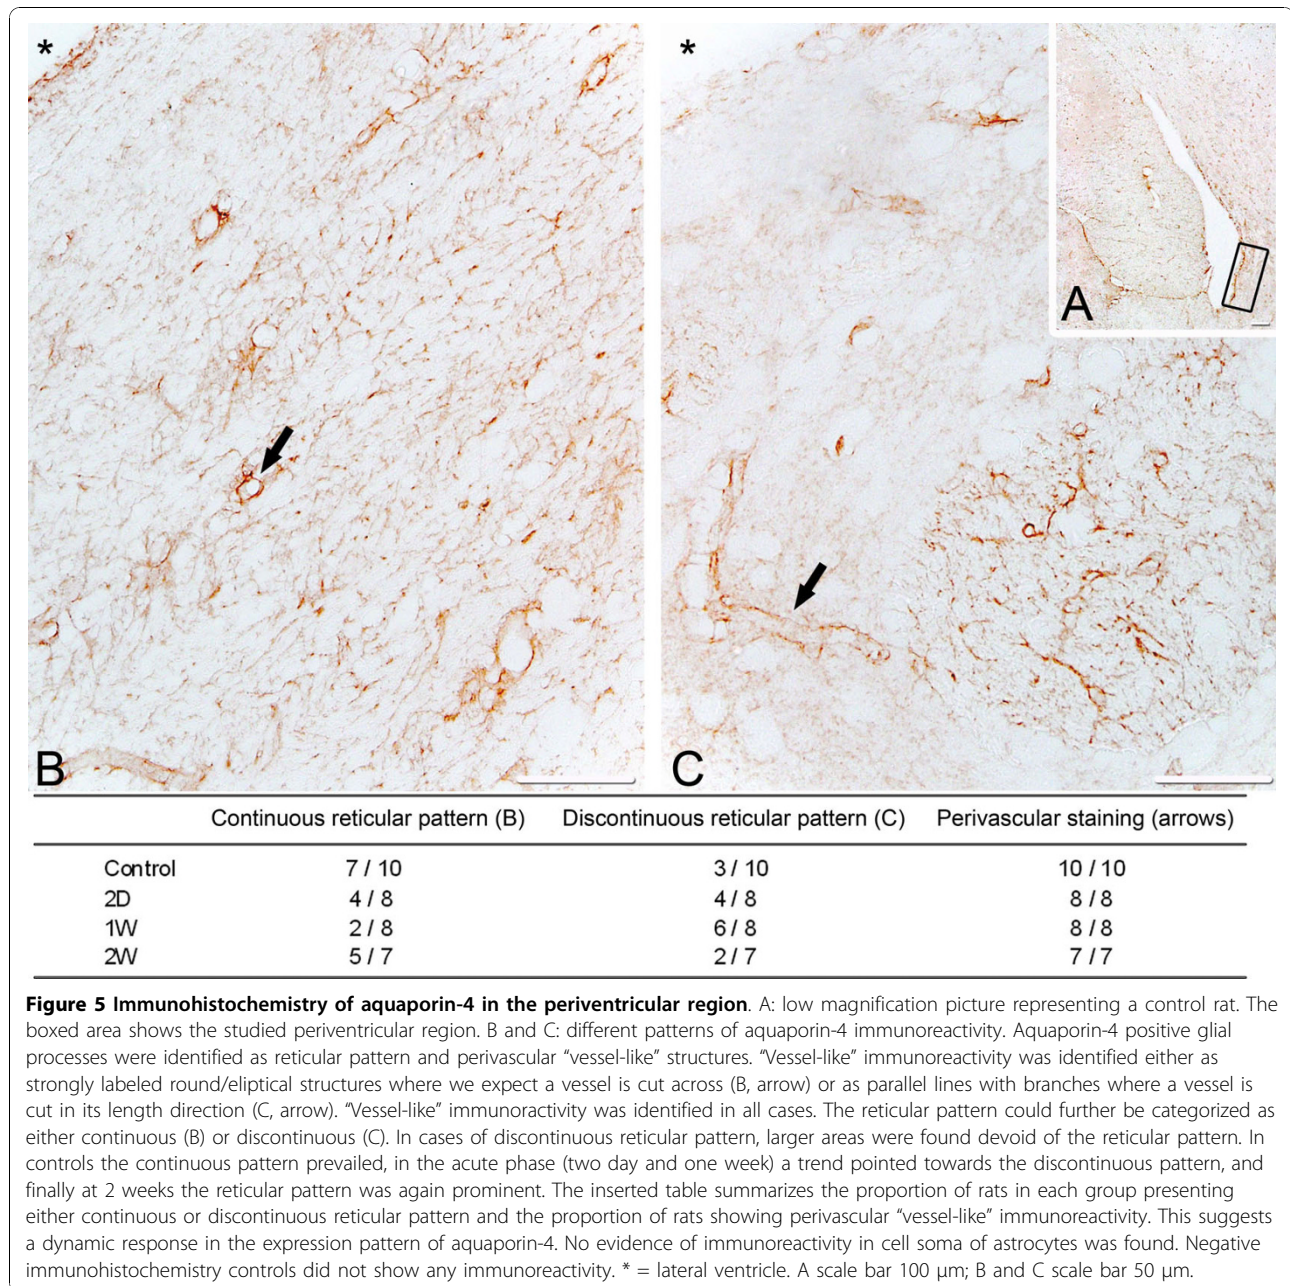 *
*
A
B
C
Continuous reticular pattern (B) Discontinuous reticular pattern (C) Perivascular staining (arrows)
Control 7 / 10 3 / 10 10 / 10
2D 4 / 8 4 / 8 8 / 8
1W 2 / 8 6 / 8 8 / 8
2W 5 / 7 2 / 7 7 / 7
Figure 5 Immunohistochemistry of aquaporin-4 in the periventricular region. A: low magnification picture representing a control rat. The
boxed area shows the studied periventricular region. B and C: different patterns of aquaporin-4 immunoreactivity. Aquaporin-4 positive glial
processes were identified as reticular pattern and perivascular “vessel-like” structures. “Vessel-like” immunoreactivity was identified either as
strongly labeled round/eliptical structures where we expect a vessel is cut across (B, arrow) or as parallel lines with branches where a vessel is
cut in its length direction (C, arrow). “Vessel-like” immunoractivity was identified in all cases. The reticular pattern could further be categorized as
either continuous (B) or discontinuous (C). In cases of discontinuous reticular pattern, larger areas were found devoid of the reticular pattern. In
controls the continuous pattern prevailed, in the acute phase (two day and one week) a trend pointed towards the discontinuous pattern, and
finally at 2 weeks the reticular pattern was again prominent. The inserted table summarizes the proportion of rats in each group presenting
either continuous or discontinuous reticular pattern and the proportion of rats showing perivascular “vessel-like” immunoreactivity. This suggests
a dynamic response in the expression pattern of aquaporin-4. No evidence of immunoreactivity in cell soma of astrocytes was found. Negative
immunohistochemistry controls did not show any immunoreactivity. * = lateral ventricle. A scale bar 100 μm; B and C scale bar 50 μm.